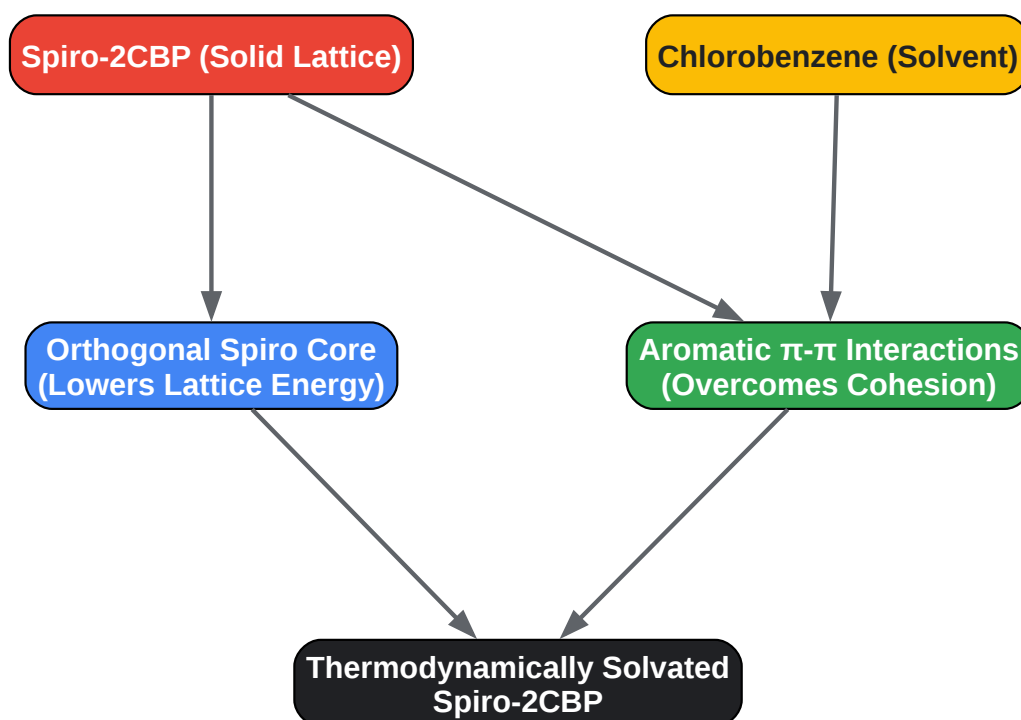 Spiro-2CBP (Solid Lattice)
Chlorobenzene (Solvent)
Orthogonal Spiro Core
(Lowers Lattice Energy)
Aromatic π-π Interactions
(Overcomes Cohesion)
Thermodynamically Solvated
Spiro-2CBP